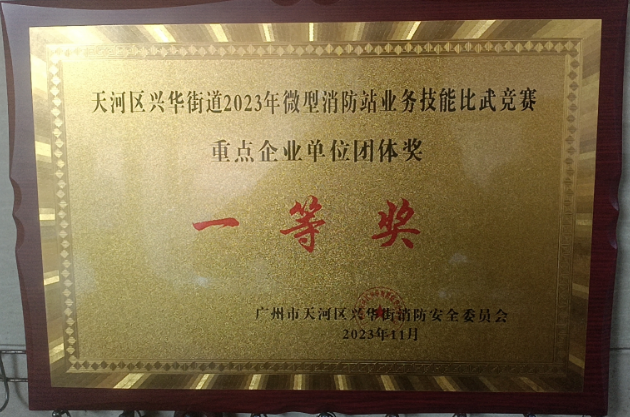 天河区兴华街道2023年微型消防站业务技能比武竞赛
重点企业单位团体奖
一等奖
广州市天河区兴华街消防安全委员会
2023年11月